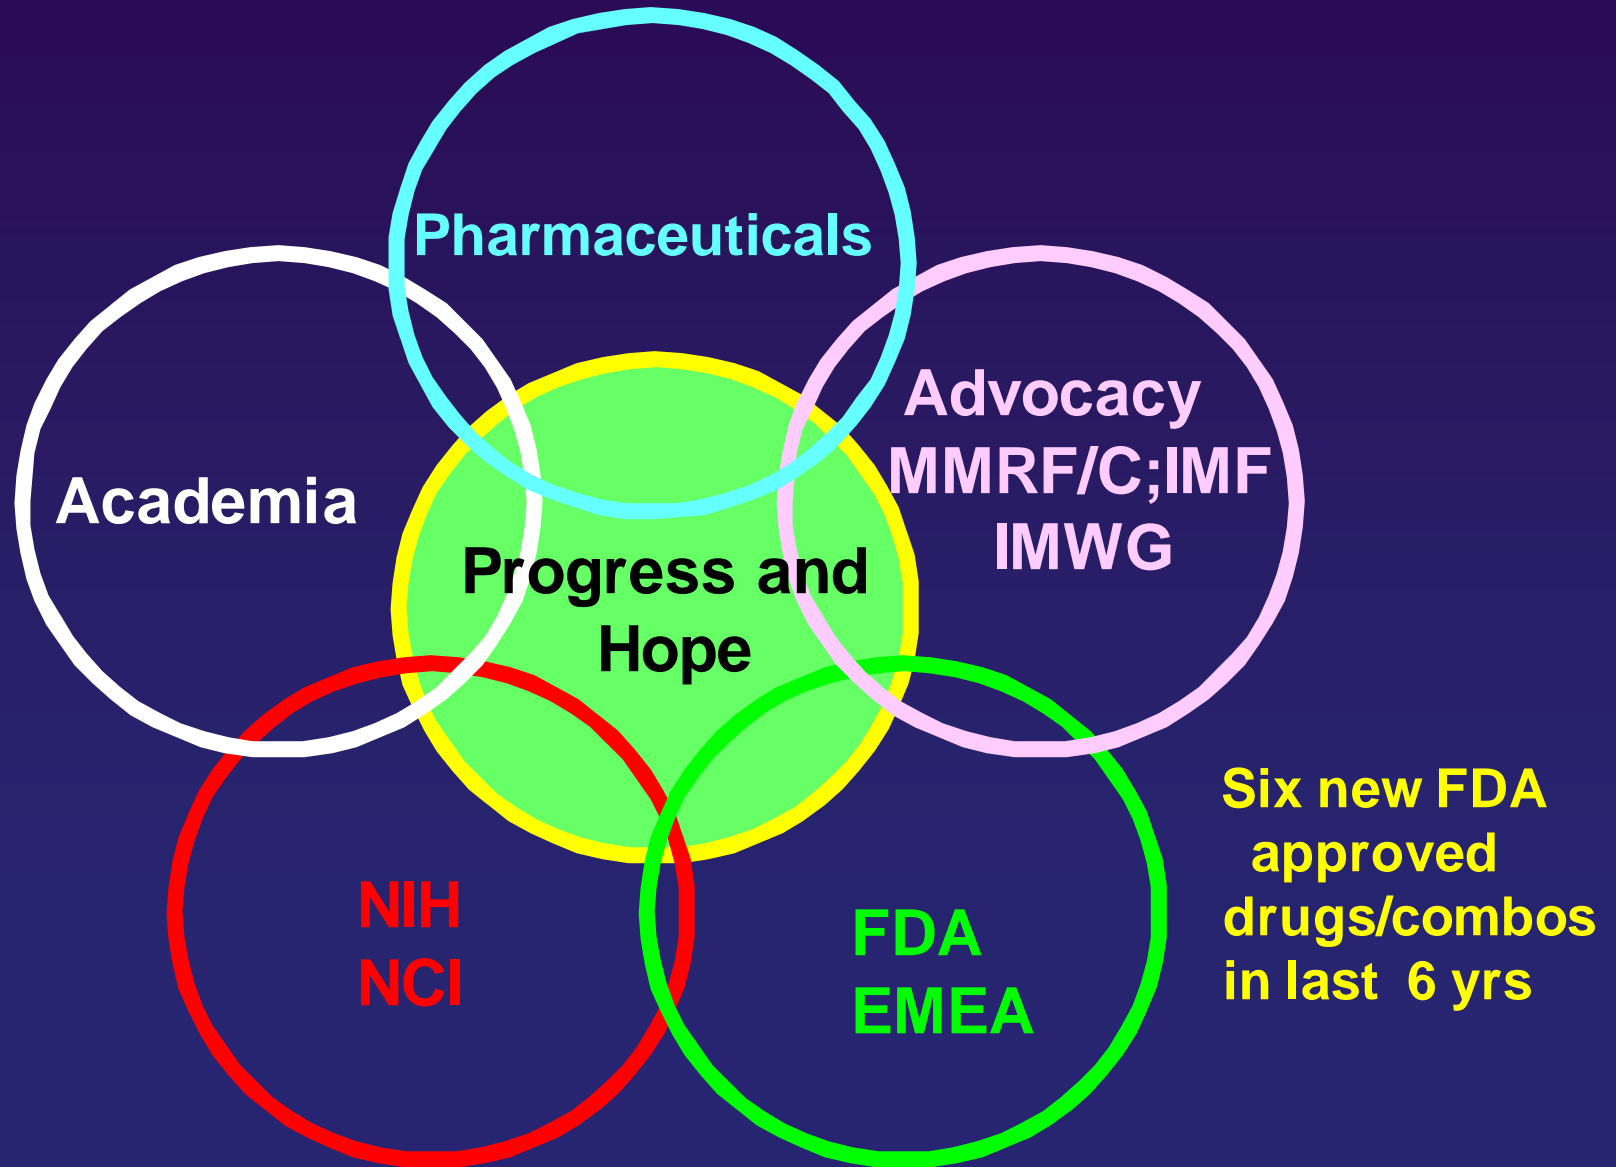 Pharmaceuticals
Academia
Advocacy
MMRF/C;IMF
IMWG
Progress and
Hope
NIH
NCI
FDA
EMEA
Six new FDA
approved
drugs/combos
in last 6 yrs